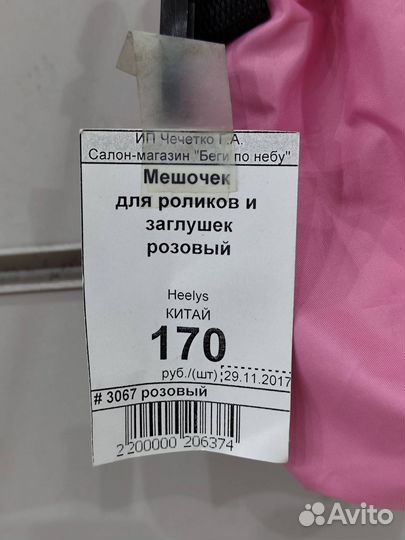 ИП Чечетко Г.А.
Салон-магазин "Беги по небу"
Мешочек
для роликов и
заглушек
розовый
Heelys
КИТАЙ
170
руб./(шт) 29.11.2017
# 3067 розовый
2 200000 206374
Avito